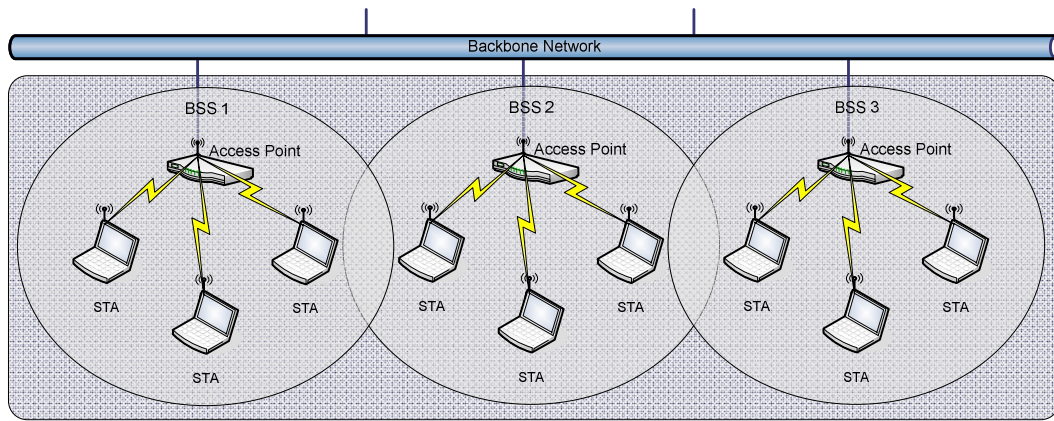 Backbone Network
BSS 1
BSS 2
BSS 3
Access Point
Access Point
Access Point
STA
STA
STA
STA
STA
STA
STA
STA
STA